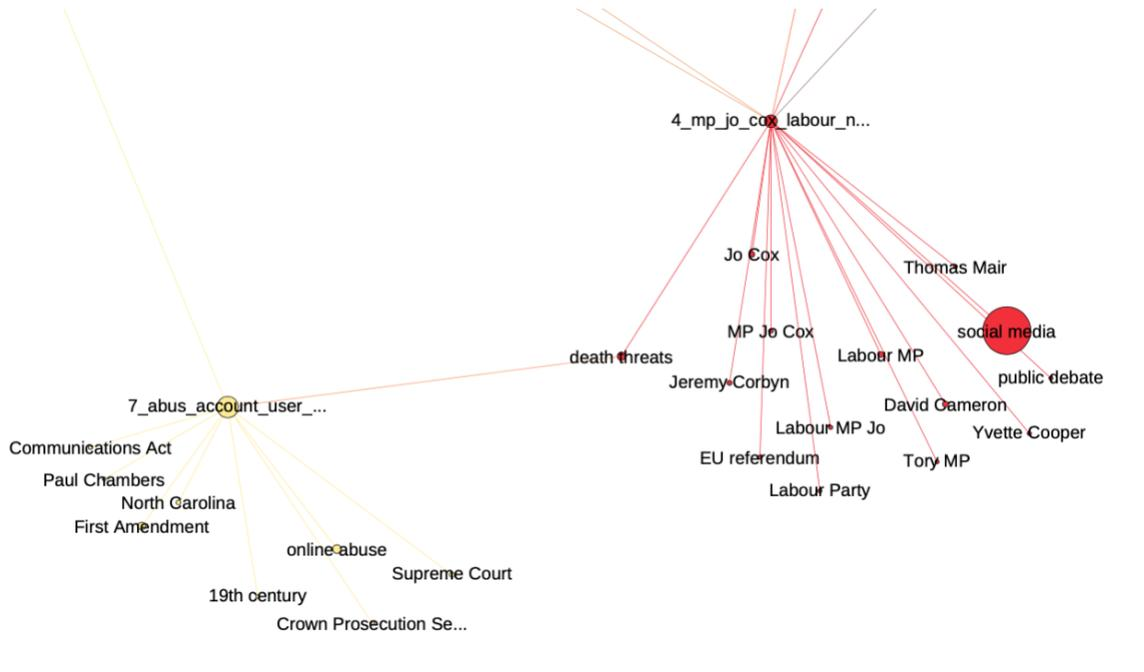 4_mp_jo_cox_labour_n...
Jo Cox
Thomas Mair
MP Jo Cox
social media
death threats
Labour MP
Jeremy Corbyn
public debate
7_abus_account_user_...
David Cameron
Labour MP Jo
Yvette Cooper
Communications Act
EU referendum
Tory MP
Paul Chambers
Labour Party
North Carolina
First Amendment
online abuse
Supreme Court
19th century
Crown Prosecution Se...